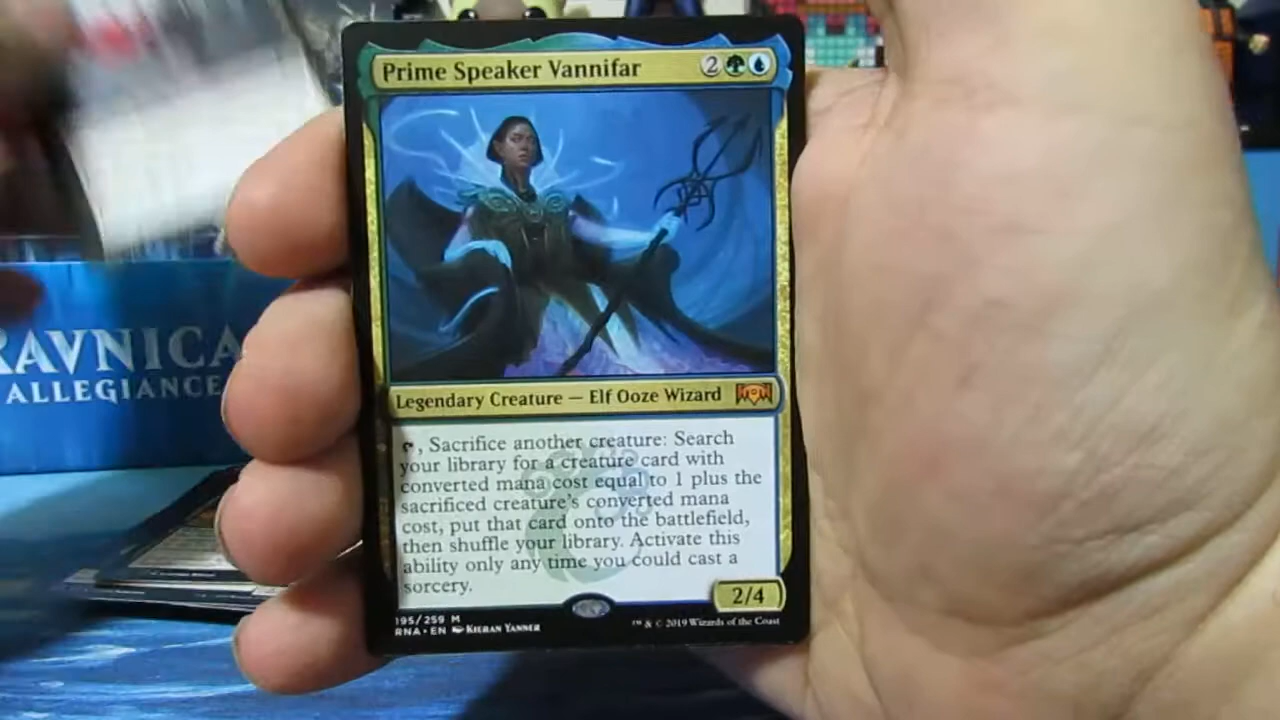 Prime Speaker Vannifar 2
RAVNICA
ALLEGIANCE
Legendary Creature — Elf Ooze Wizard
, Sacrifice another creature: Search
your library for a creature card with
converted mana cost equal to 1 plus the
sacrificed creature's converted mana
cost, put that card onto the battlefield,
then shuffle your library. Activate this
ability only any time you could cast a
sorcery.
2/4
195/259 M
RNA • EN KIERAN YANNER
™ & © 2019 Wizards of the Coast